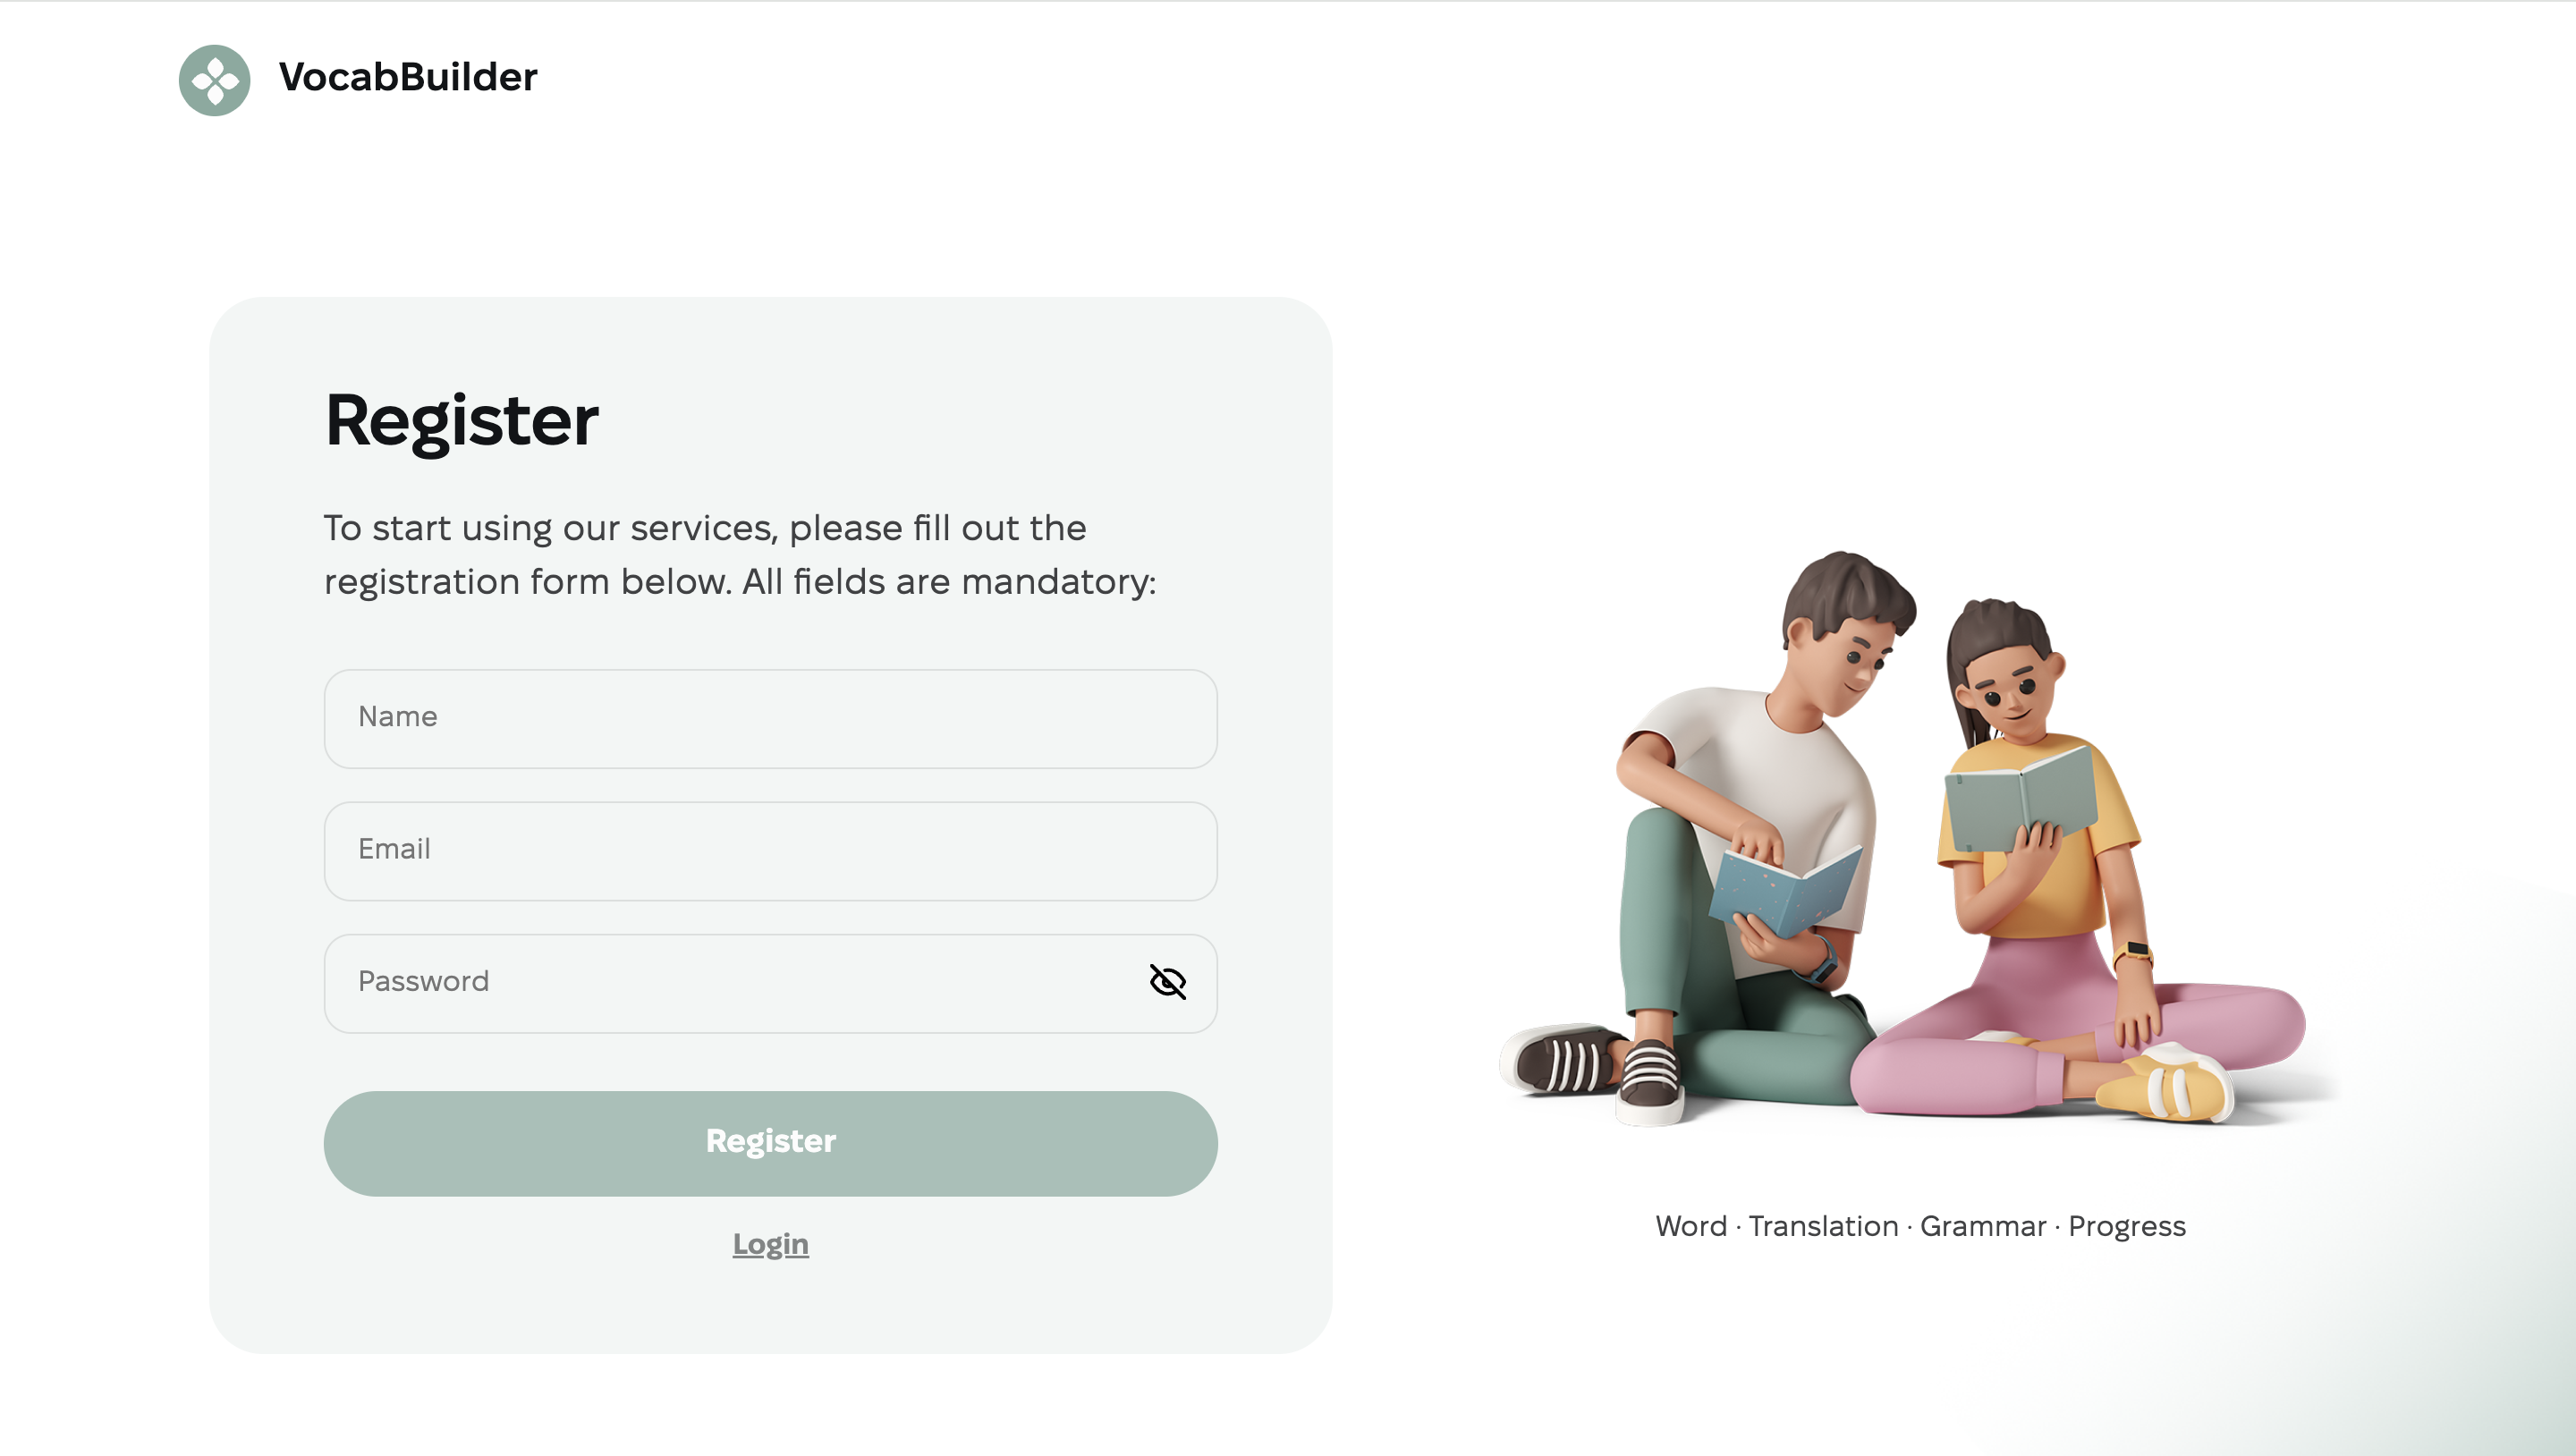 VocabBuilder
Register
To start using our services, please fill out the
registration form below. All fields are mandatory:
Name
Email
Password
Register
Login
Word · Translation · Grammar · Progress